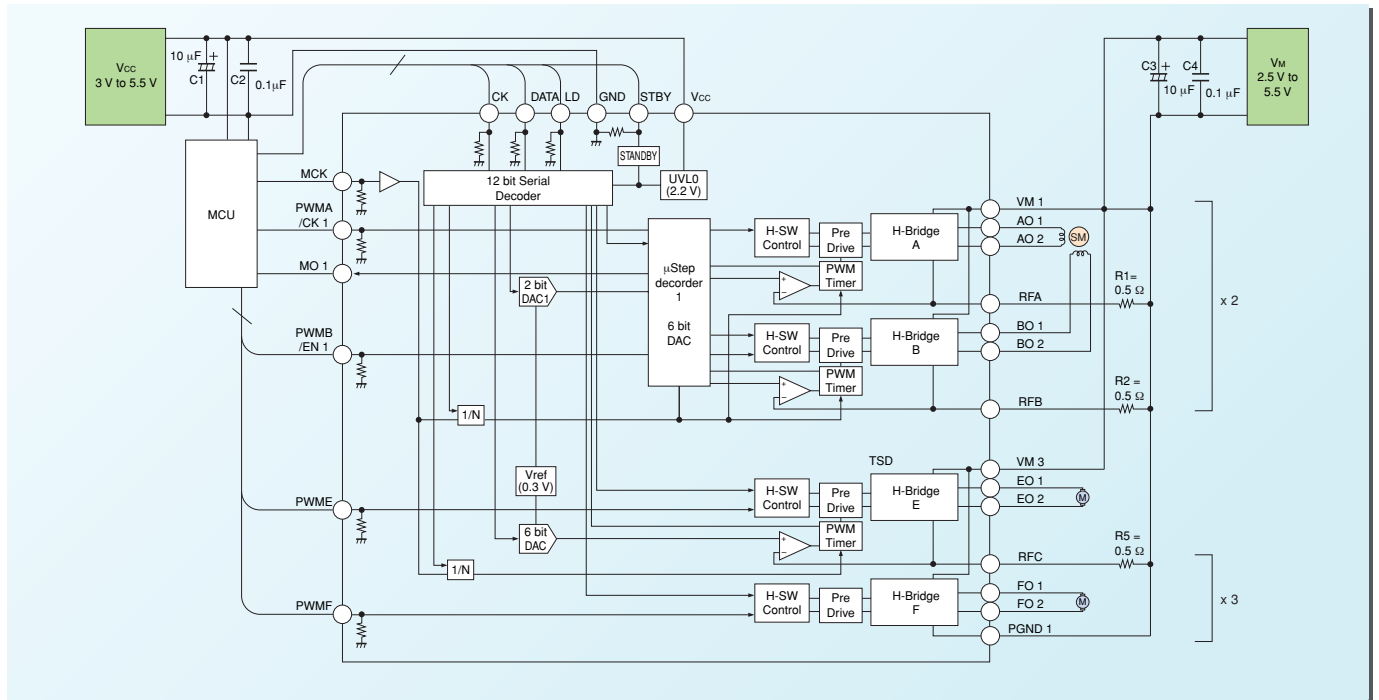 Vcc
3 V to 5.5 V
10 µF
+
C1
C2
0.1µF
C3
+
10 µF
C4
0.1 µF
VM
2.5 V to
5.5 V
CK
DATA
LD
GND
STBY
Vcc
STANDBY
12 bit Serial
Decoder
UVL0
(2.2 V)
MCU
MCK
PWMA
/CK 1
MO 1
PWMB
/EN 1
PWME
PWMF
2 bit
DAC1
µStep
decorder
1
6 bit
DAC
1/N
Vref
(0.3 V)
6 bit
DAC
1/N
H-SW
Control
Pre
Drive
H-Bridge
A
+
−
PWM
Timer
H-SW
Control
Pre
Drive
H-Bridge
B
+
−
PWM
Timer
TSD
H-SW
Control
Pre
Drive
H-Bridge
E
+
−
PWM
Timer
H-SW
Control
Pre
Drive
H-Bridge
F
VM 1
AO 1
AO 2
SM
RFA
R1=
0.5 Ω
BO 1
BO 2
RFB
R2 =
0.5 Ω
x 2
VM 3
EO 1
EO 2
M
RFC
R5 =
0.5 Ω
FO 1
FO 2
M
PGND 1
x 3